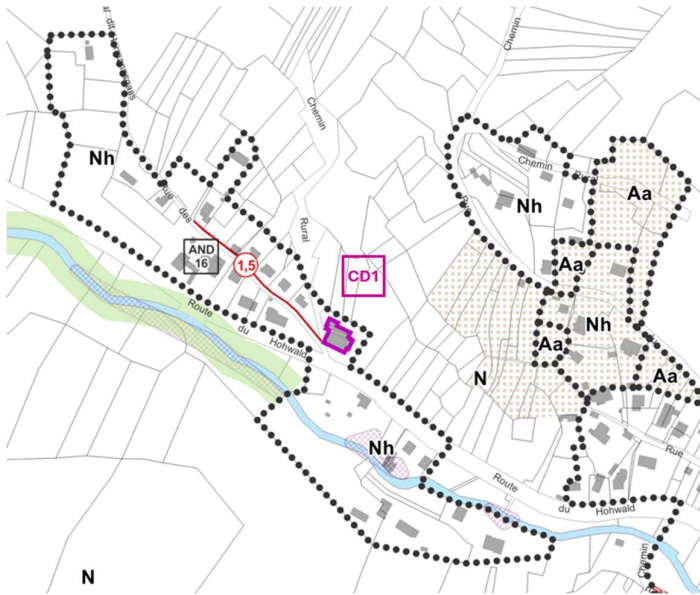 Chemin
Nh
Chemin
Rue
des
Chemin
Rural
Nh
Aa
AND
16
1,5
CD1
Aa
Nh
Aa
Aa
Route
du
Hohwald
N
Nh
Rue
Route
du
Hohwald
Chemin
N